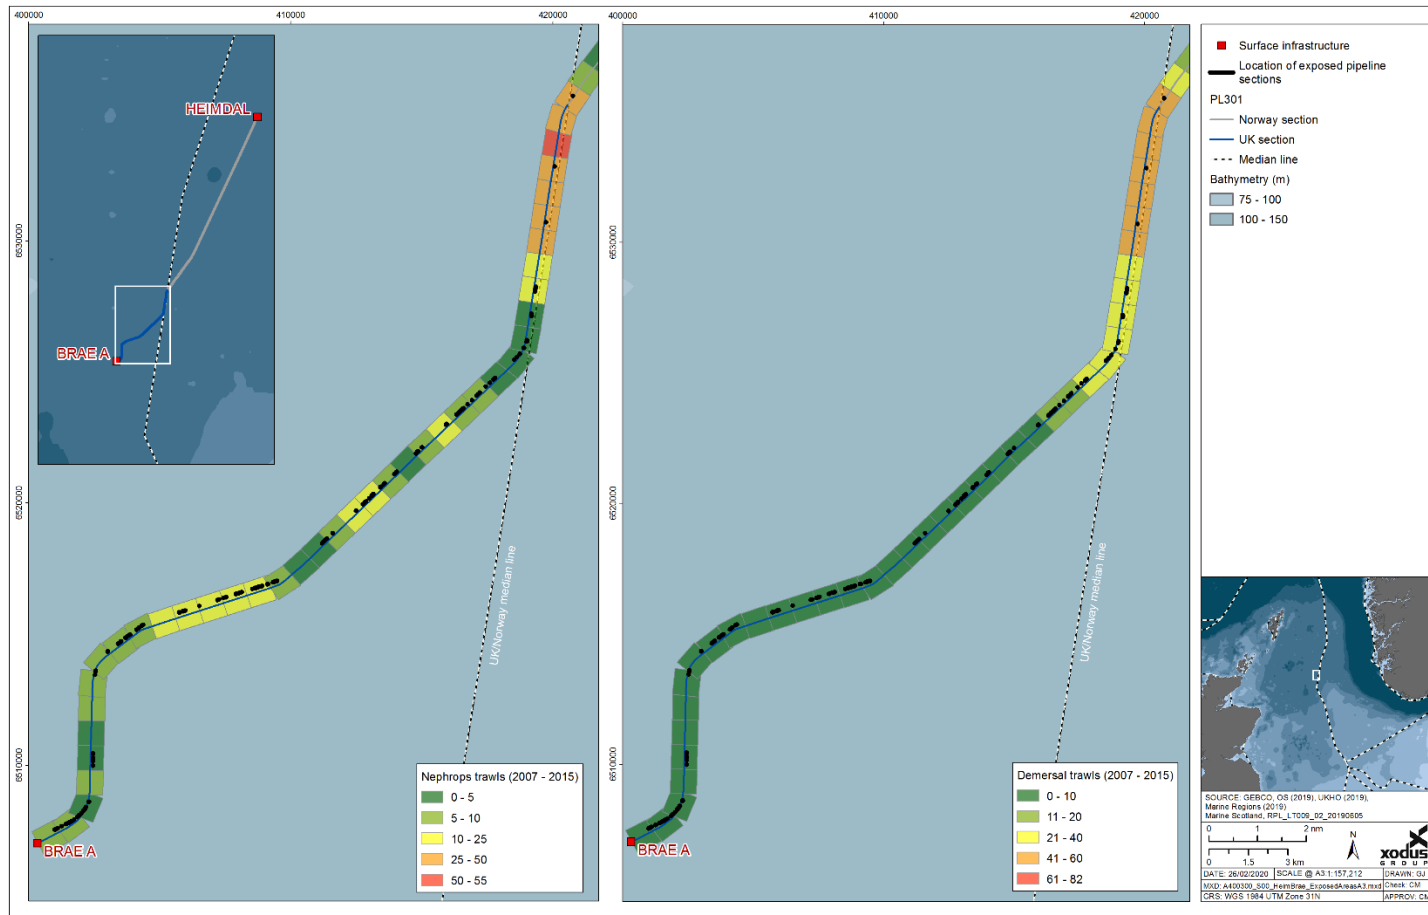 400000
410000
420000
400000
410000
420000
HEIMDAL
BRAE A
6530000
6520000
6510000
UK/Norway median line
BRAE A
Nephrops trawls (2007 - 2015)
0 - 5
5 - 10
10 - 25
25 - 50
50 - 55
6530000
6520000
6510000
UK/Norway median line
BRAE A
Demersal trawls (2007 - 2015)
0 - 10
11 - 20
21 - 40
41 - 60
61 - 82
Surface infrastructure
Location of exposed pipeline
sections
PL301
Norway section
UK section
Median line
Bathymetry (m)
75 - 100
100 - 150
SOURCE: GEBCO, OS (2019), UKHO (2019),
Marine Regions (2019)
Marine Scotland, RPL_LT009_02_20190605
0 1 2 nm
0 1.5 3 km
N
xodus
GROUP
DATE: 26/02/2020 SCALE @ A3:1:157,212 DRAWN: GJ
MXD: A400300_S00_HeimBrae_ExposedAreasA3.mxd Check: CM
CRS: WGS 1984 UTM Zone 31N APPROV: CM